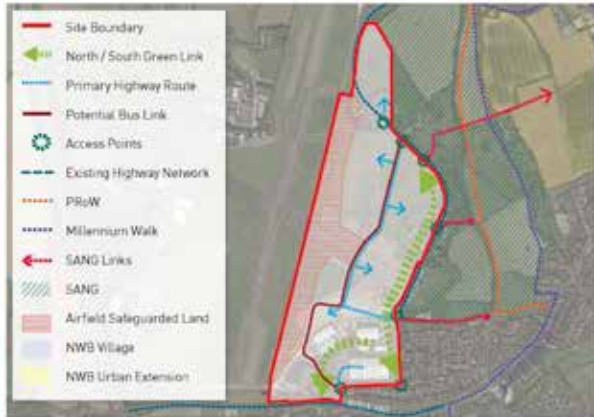 Site Boundary
North / South Green Link
Primary Highway Route
Potential Bus Link
Access Points
Existing Highway Network
PRoW
Millennium Walk
SANG Links
SANG
Airfield Safeguarded Land
NWB Village
NWB Urban Extension